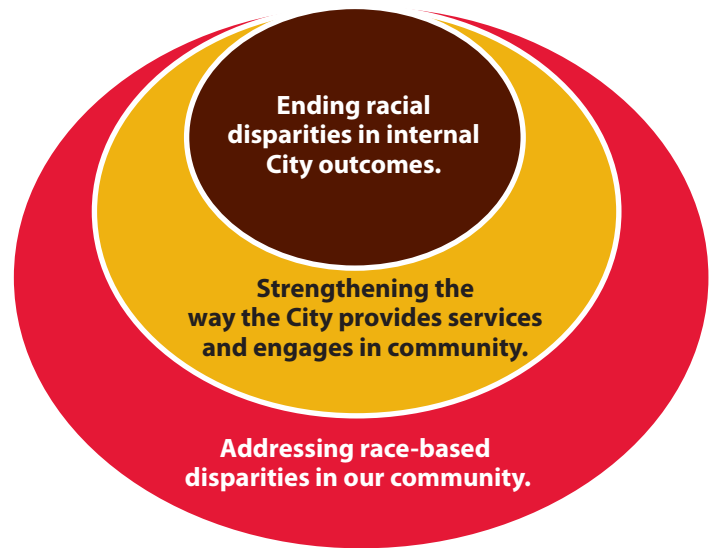 Ending racial
disparities in internal
City outcomes.
Strengthening the
way the City provides services
and engages in community.
Addressing race-based
disparities in our community.